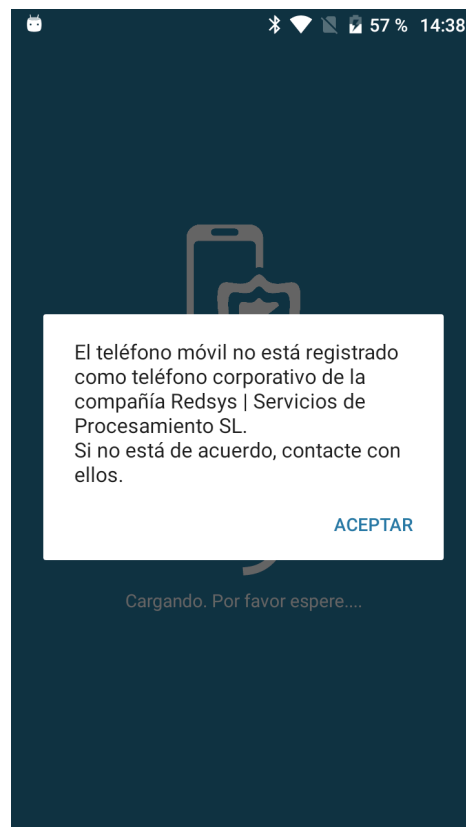 57 % 14:38
El teléfono móvil no está registrado
como teléfono corporativo de la
compañía Redsys | Servicios de
Procesamiento SL.
Si no está de acuerdo, contacte con
ellos.
ACEPTAR
Cargando. Por favor espere....